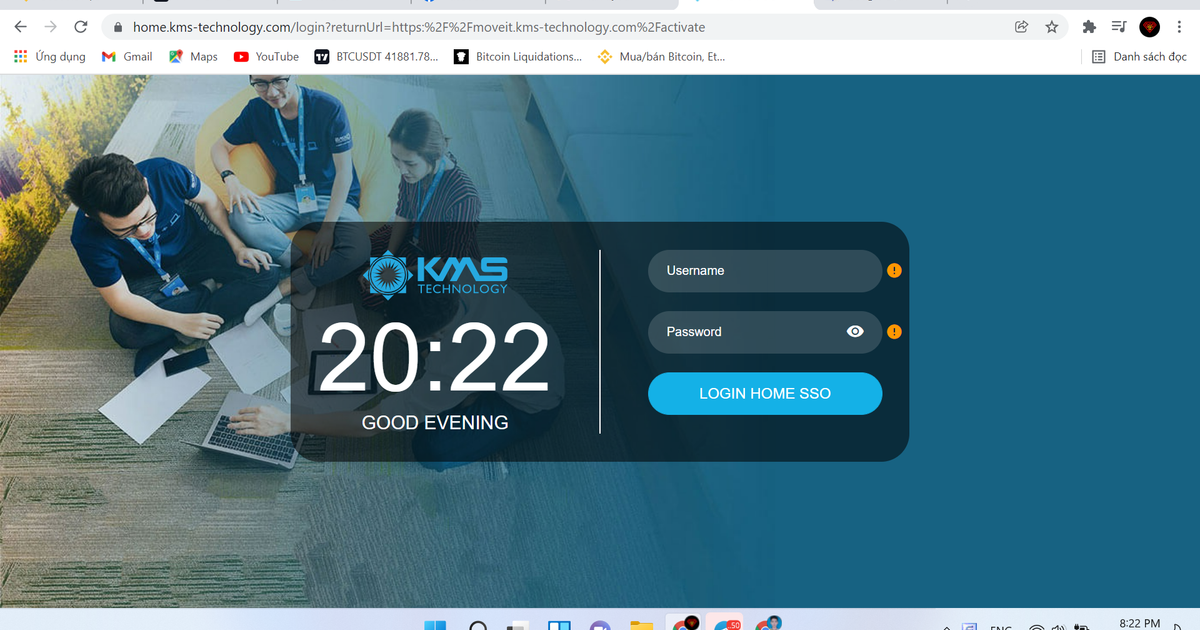 home.kms-technology.com/login?returnUrl=https:%2F%2Fmoveit.kms-technology.com%2Factivate
Ứng dụng Gmail Maps YouTube BTCUSDT 41881.78... Bitcoin Liquidations... Mua/bán Bitcoin, Et... Danh sách đọc
KMS
TECHNOLOGY
20:22
GOOD EVENING
Username
Password
LOGIN HOME SSO
.50
ENG 8:22 PM